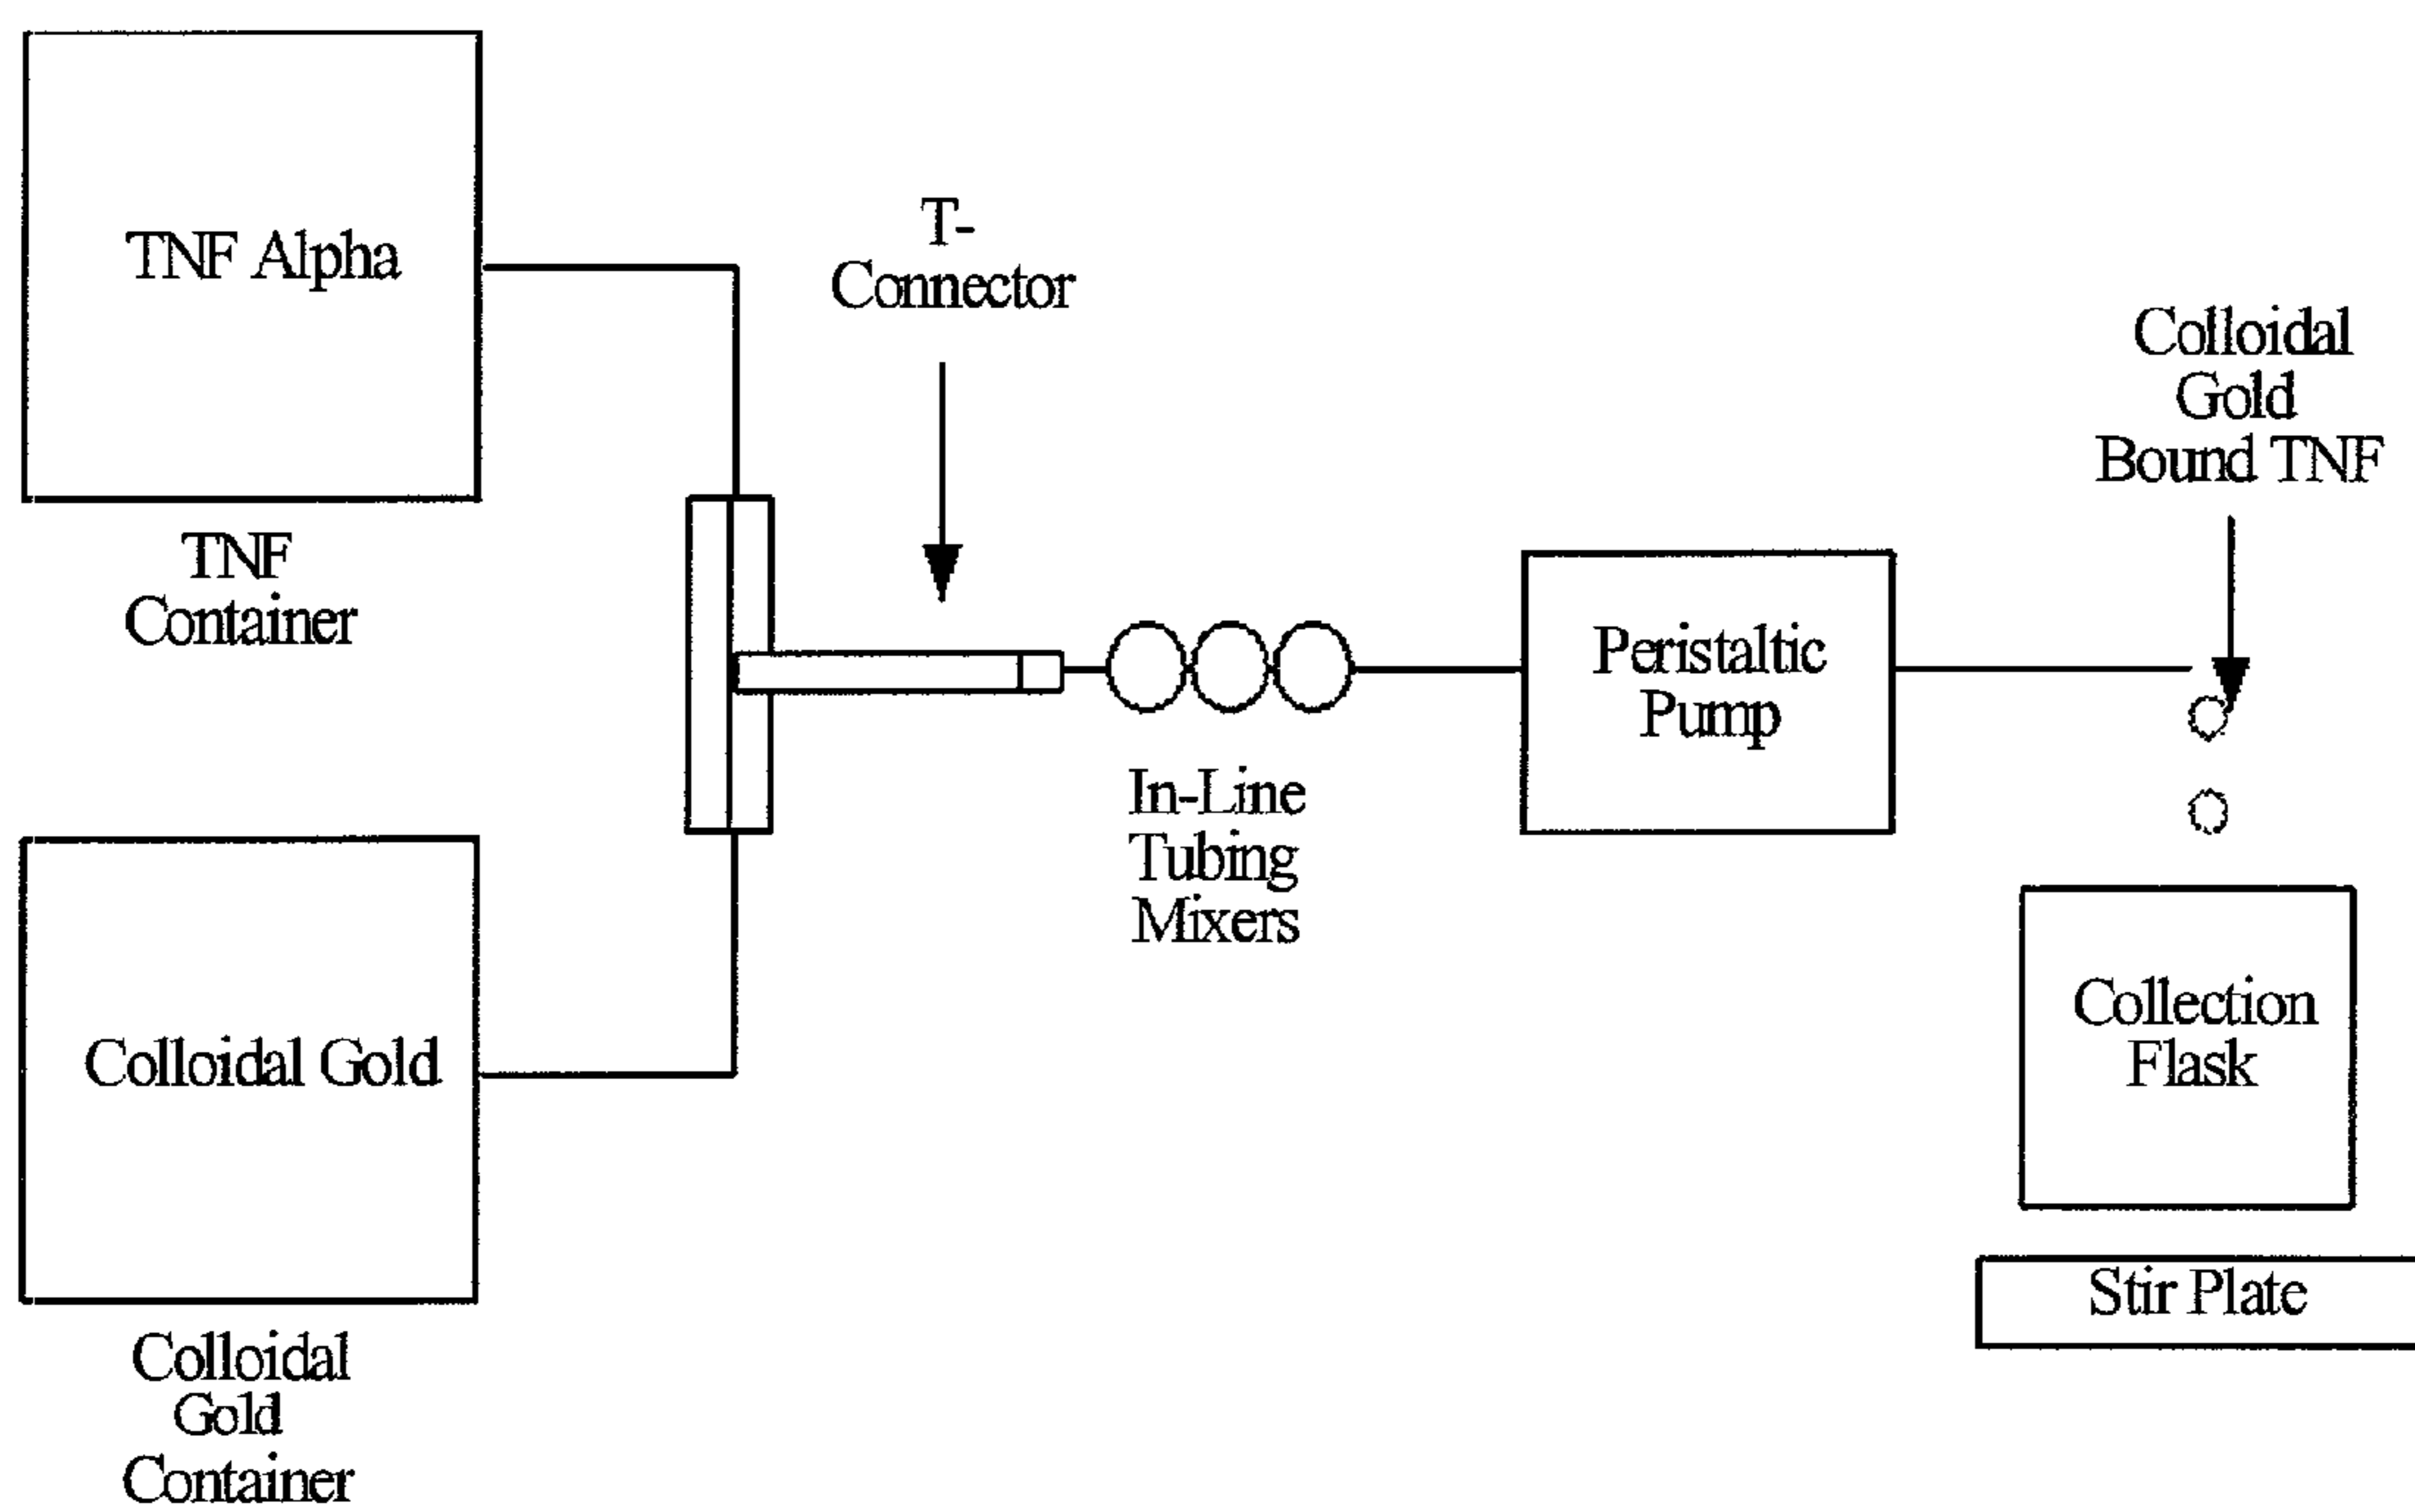 TNF Alpha
TNF
Container
T-
Connector
Colloidal
Gold
Bound TNF
Peristaltic
Pump
In-Line
Tubing
Mixers
Collection
Flask
Stir Plate
Colloidal Gold
Colloidal
Gold
Container